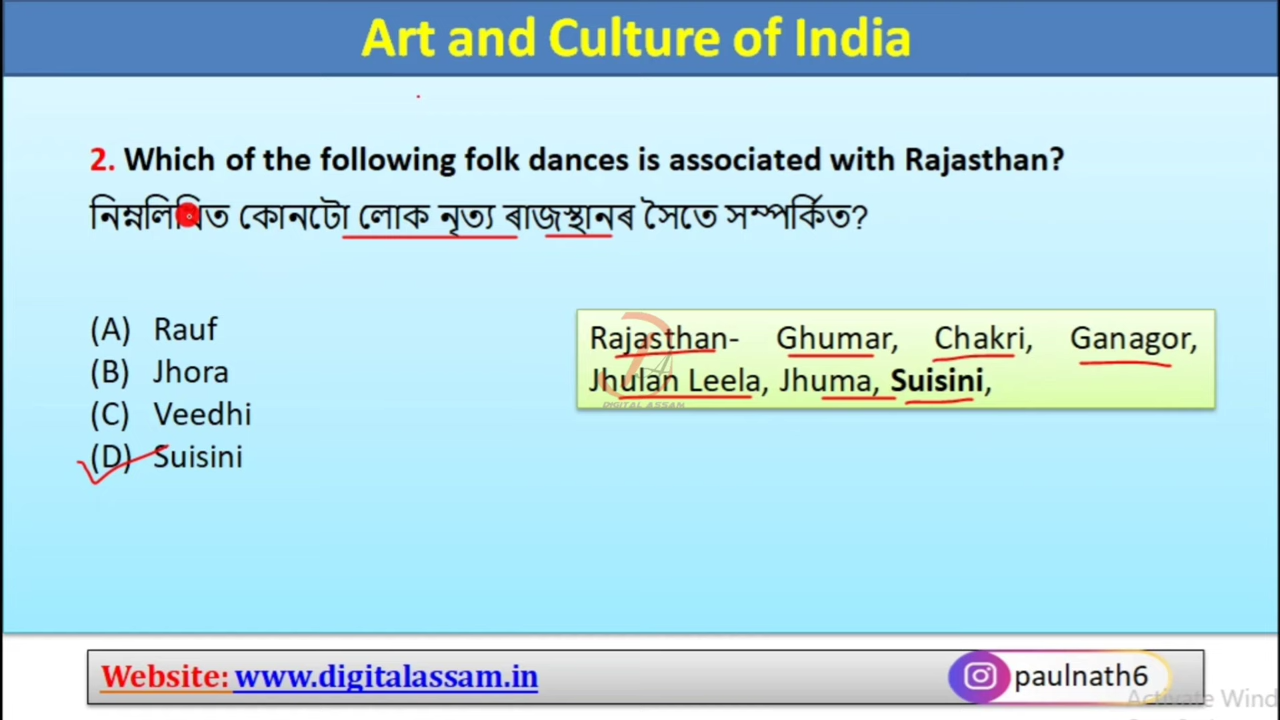 Art and Culture of India
2. Which of the following folk dances is associated with Rajasthan?
নিম্নলিখিত কোনটো লোক নৃত্য ৰাজস্থানৰ সৈতে সম্পৰ্কিত?
(A) Rauf
(B) Jhora
(C) Veedhi
(D) Suisini
Rajasthan- Ghumar, Chakri, Ganagor,
Jhulan Leela, Jhuma, Suisini,
DIGITAL ASSAM
Website: www.digitalassam.in
paulnath6
Activate Wind